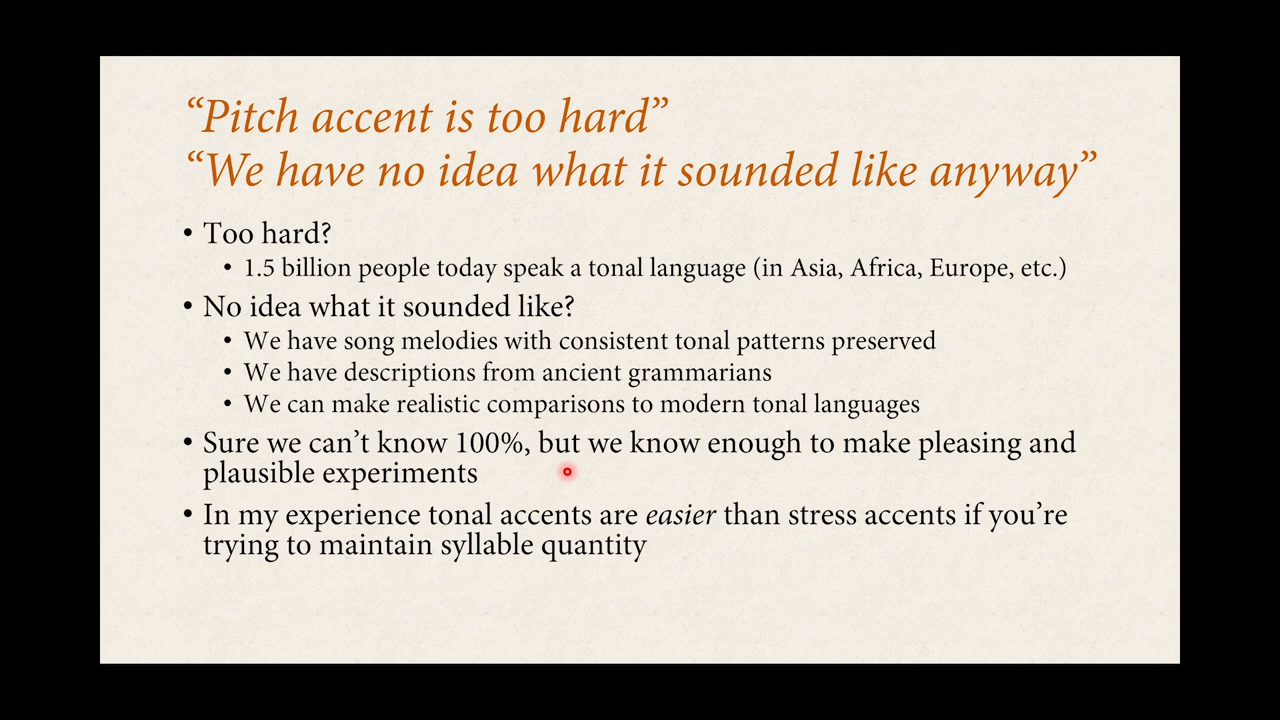 “Pitch accent is too hard”
“We have no idea what it sounded like anyway”
• Too hard?
• 1.5 billion people today speak a tonal language (in Asia, Africa, Europe, etc.)
• No idea what it sounded like?
• We have song melodies with consistent tonal patterns preserved
• We have descriptions from ancient grammarians
• We can make realistic comparisons to modern tonal languages
• Sure we can’t know 100%, but we know enough to make pleasing and
plausible experiments
• In my experience tonal accents are easier than stress accents if you’re
trying to maintain syllable quantity